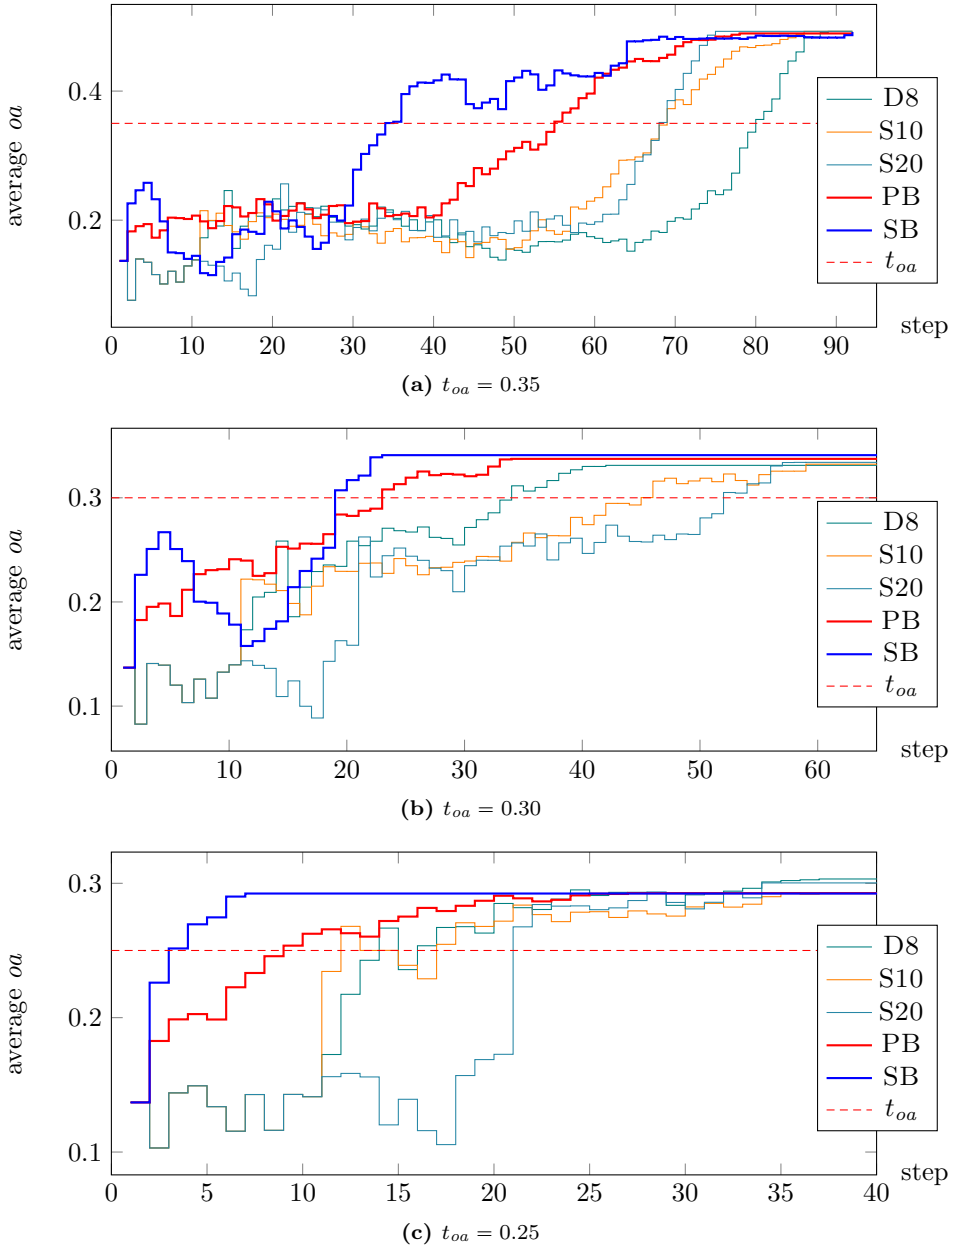 0.4
0.2
average oa
D8
S10
S20
PB
SB
t_oa
0 10 20 30 40 50 60 70 80 90
step
(a) t_oa = 0.35
0.3
0.2
0.1
average oa
D8
S10
S20
PB
SB
t_oa
0 10 20 30 40 50 60
step
(b) t_oa = 0.30
0.3
0.2
0.1
average oa
D8
S10
S20
PB
SB
t_oa
0 5 10 15 20 25 30 35 40
step
(c) t_oa = 0.25